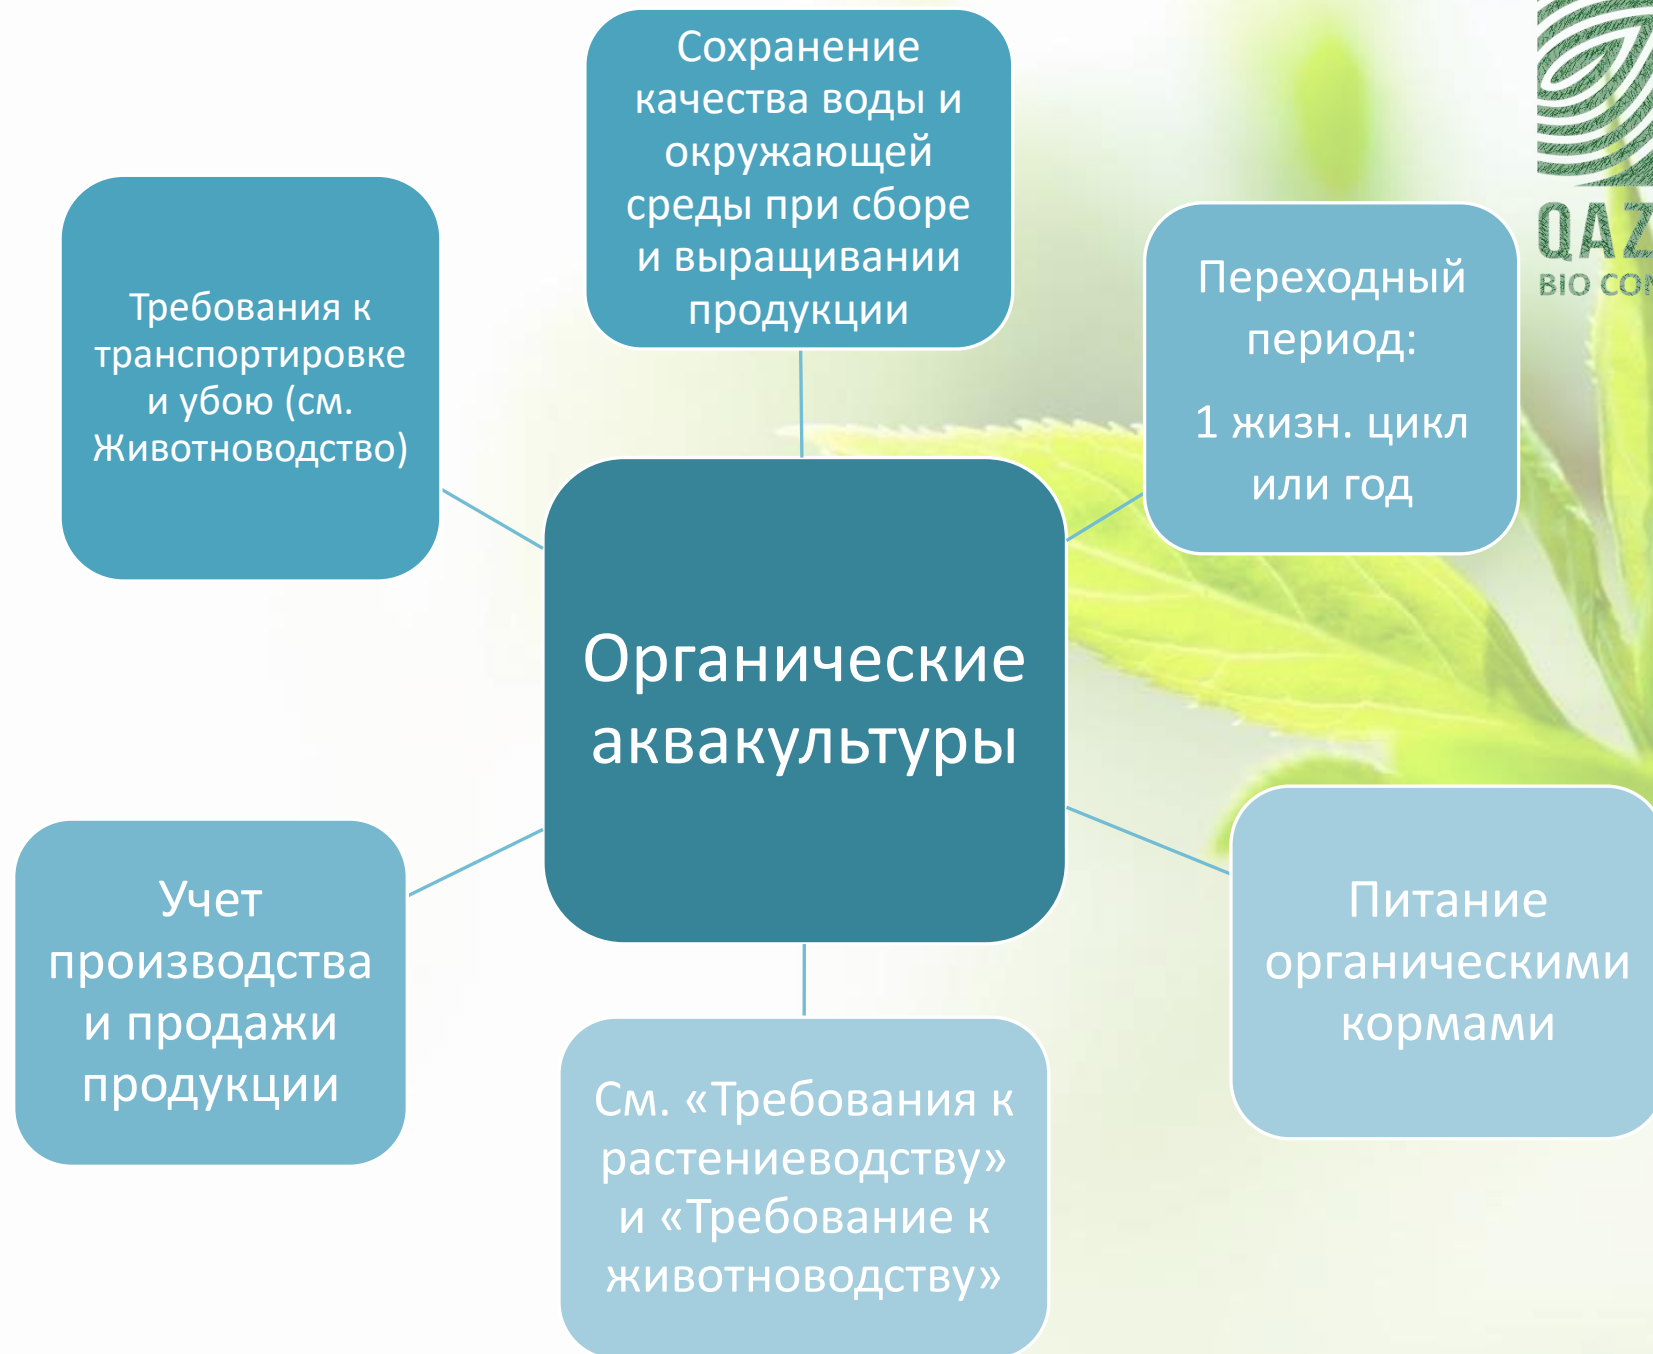 Сохранение
качества воды и
окружающей
среды при сборе
и выращивании
продукции
QAZ
BIO
Переходный
период:
1 жизн. цикл
или год
Требования к
транспортировке
и убою (см.
Животноводство)
Органические
аквакультуры
Учет
производства
и продажи
продукции
Питание
органическими
кормами
См. «Требования к
растениеводству»
и «Требование к
животноводству»